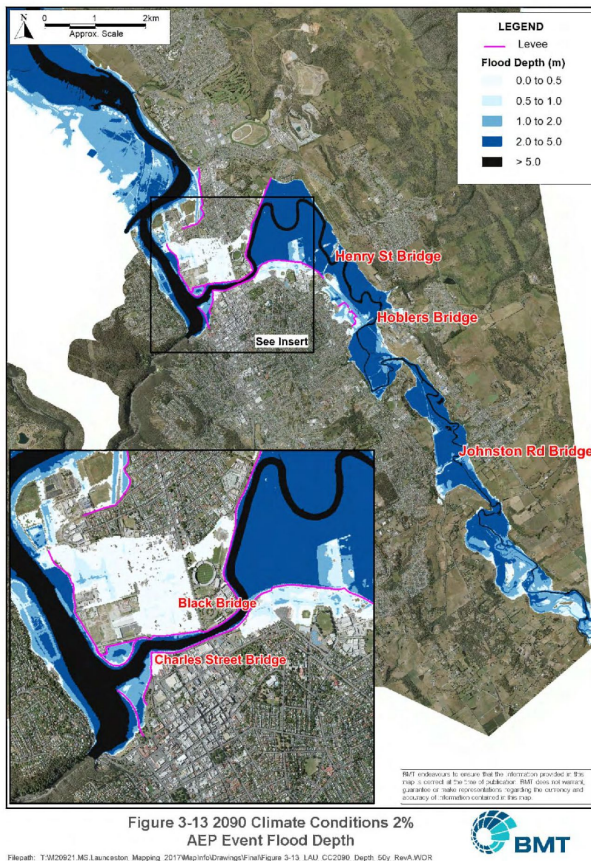 N
0 1 2km
Approx. Scale
LEGEND
Levee
Flood Depth (m)
0.0 to 0.5
0.5 to 1.0
1.0 to 2.0
2.0 to 5.0
> 5.0
Henry St Bridge
Hoblers Bridge
See Insert
Johnston Rd Bridge
Black Bridge
Charles Street Bridge
BMT endeavours to ensure that the information provided in this
map is correct at the time of publication. BMT does not warrant,
guarantee or make representations regarding the currency and
accuracy of information contained in this map.
Figure 3-13 2090 Climate Conditions 2%
AEP Event Flood Depth
BMT
Filepath: T:\M20921.MS.Launceston_Mapping_2017\Mapinfo\Drawings\Final\Figure 3-13_LAU_CC2090_Depth_50y_RevA.WOR